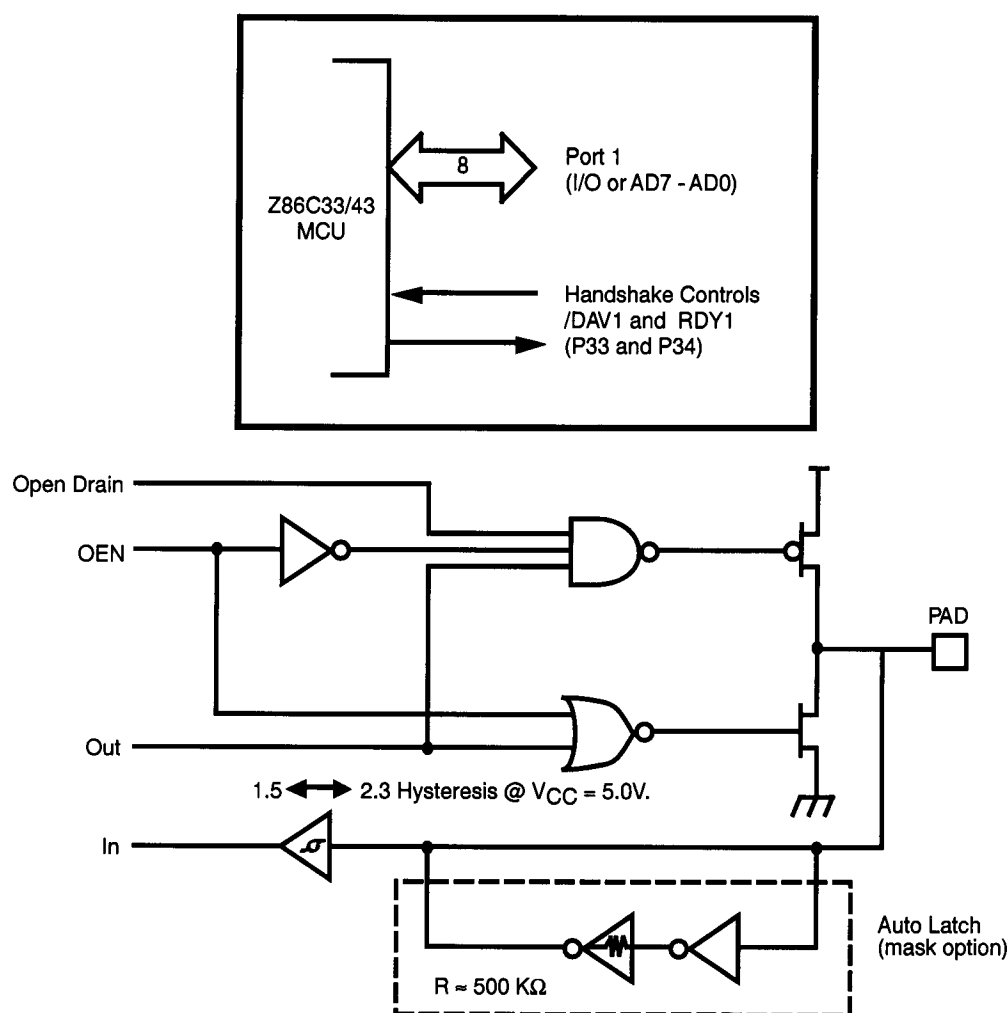 Z86C33/43
MCU
8
Port 1
(I/O or AD7 - AD0)
Handshake Controls
/DAV1 and RDY1
(P33 and P34)
Open Drain
OEN
PAD
Out
1.5 2.3 Hysteresis @ VCC = 5.0V.
In
Auto Latch
(mask option)
R ≈ 500 KΩ